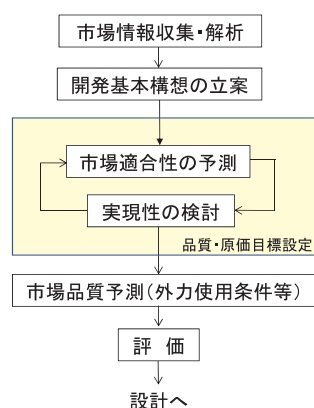 市場情報収集・解析
開発基本構想の立案
市場適合性の予測
実現性の検討
品質・原価目標設定
市場品質予測(外力使用条件等)
評 価
設計へ